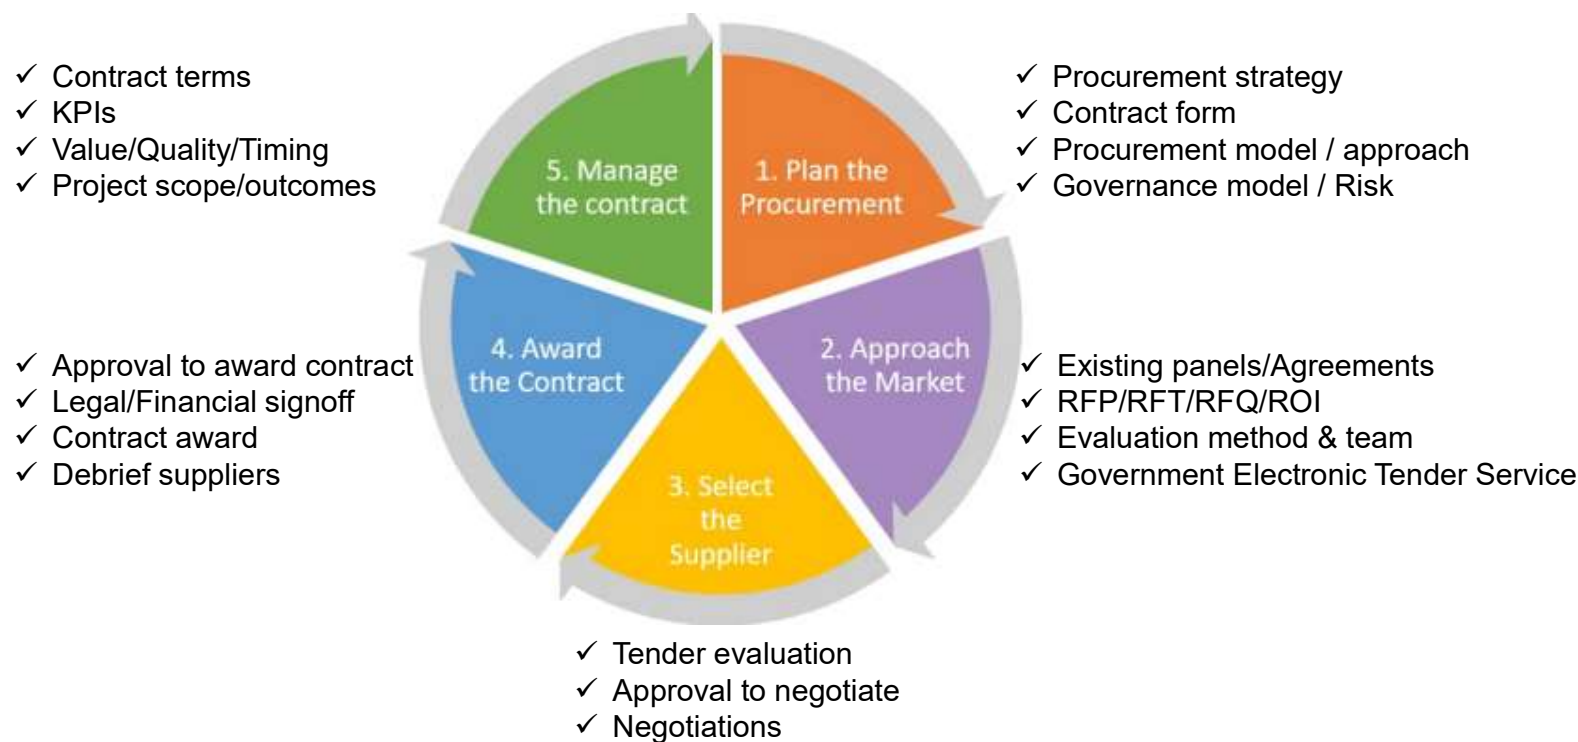 1. Plan the
Procurement
✓ Procurement strategy
✓ Contract form
✓ Procurement model / approach
✓ Governance model / Risk
2. Approach
the Market
✓ Existing panels/Agreements
✓ RFP/RFT/RFQ/ROI
✓ Evaluation method & team
✓ Government Electronic Tender Service
3. Select
the
Supplier
✓ Tender evaluation
✓ Approval to negotiate
✓ Negotiations
4. Award
the Contract
✓ Approval to award contract
✓ Legal/Financial signoff
✓ Contract award
✓ Debrief suppliers
5. Manage
the contract
✓ Contract terms
✓ KPIs
✓ Value/Quality/Timing
✓ Project scope/outcomes